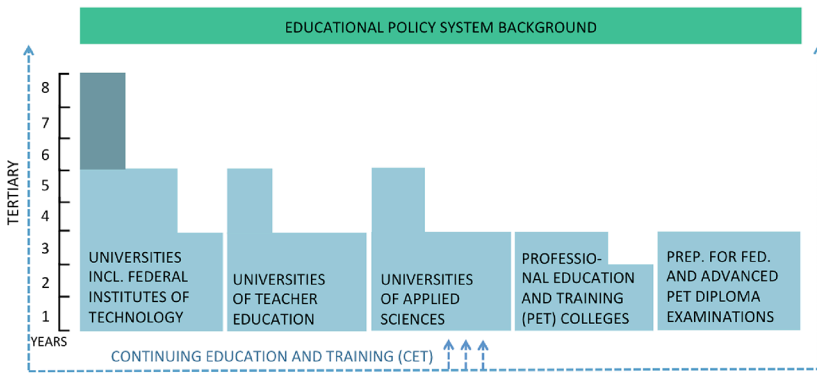 EDUCATIONAL POLICY SYSTEM BACKGROUND
TERTIARY
8
7
6
5
4
3
2
1
YEARS
UNIVERSITIES
INCL. FEDERAL
INSTITUTES OF
TECHNOLOGY
UNIVERSITIES
OF TEACHER
EDUCATION
UNIVERSITIES
OF APPLIED
SCIENCES
PROFESSIO-
NAL EDUCATION
AND TRAINING
(PET) COLLEGES
PREP. FOR FED.
AND ADVANCED
PET DIPLOMA
EXAMINATIONS
CONTINUING EDUCATION AND TRAINING (CET)